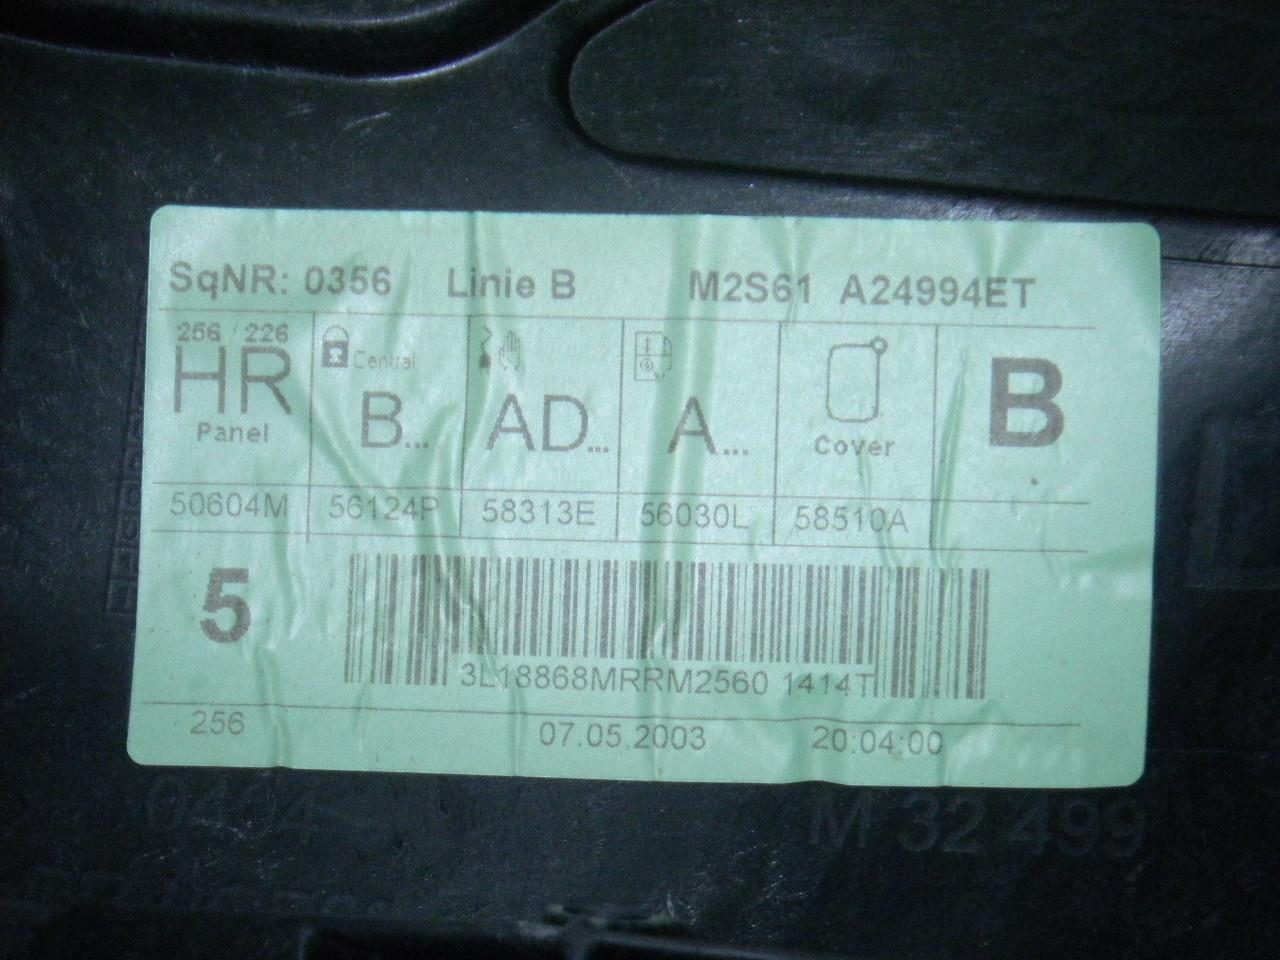 SqNR: 0356 Linie B M2S61 A24994ET
256 / 226
HR
Panel
Central
B...
AD...
A...
Cover
B
50604M 56124P 58313E 56030L 58510A
5
3L18868MRRM2560 1414T
256 07.05.2003 20:04:00
0404 M 32 499